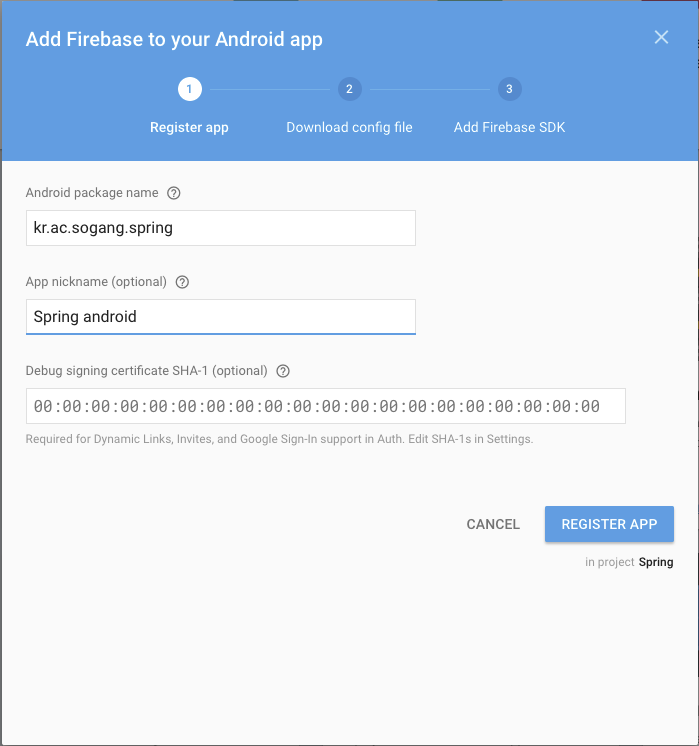 Add Firebase to your Android app
1
2
3
Register app
Download config file
Add Firebase SDK
Android package name ?
kr.ac.sogang.spring
App nickname (optional) ?
Spring android
Debug signing certificate SHA-1 (optional) ?
00:00:00:00:00:00:00:00:00:00:00:00:00:00:00:00:00:00:00:00
Required for Dynamic Links, Invites, and Google Sign-In support in Auth. Edit SHA-1s in Settings.
CANCEL
REGISTER APP
in project Spring